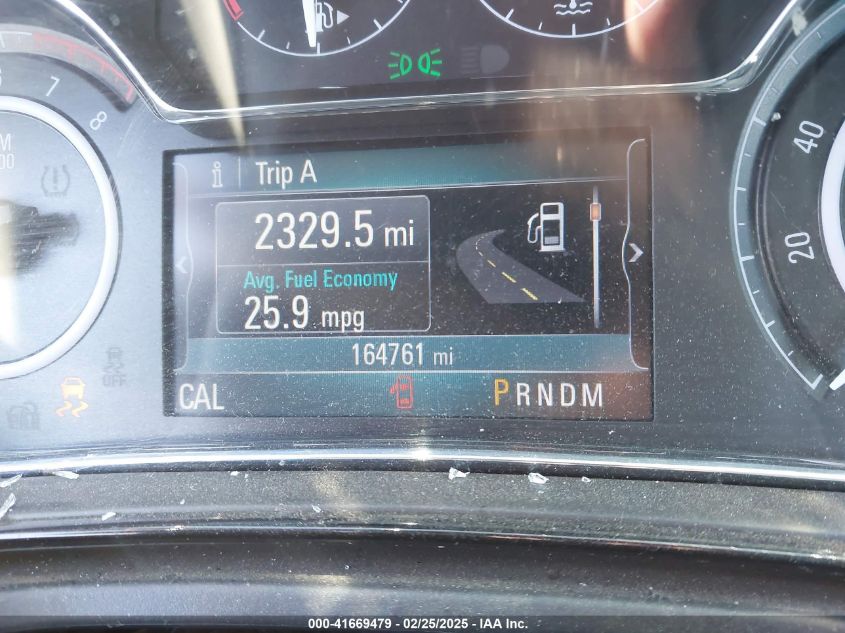 7
8
i Trip A
2329.5 mi
Avg. Fuel Economy
25.9 mpg
164761 mi
CAL
PRNDM
OFF
40
20
000-41669479 - 02/25/2025 - IAA Inc.